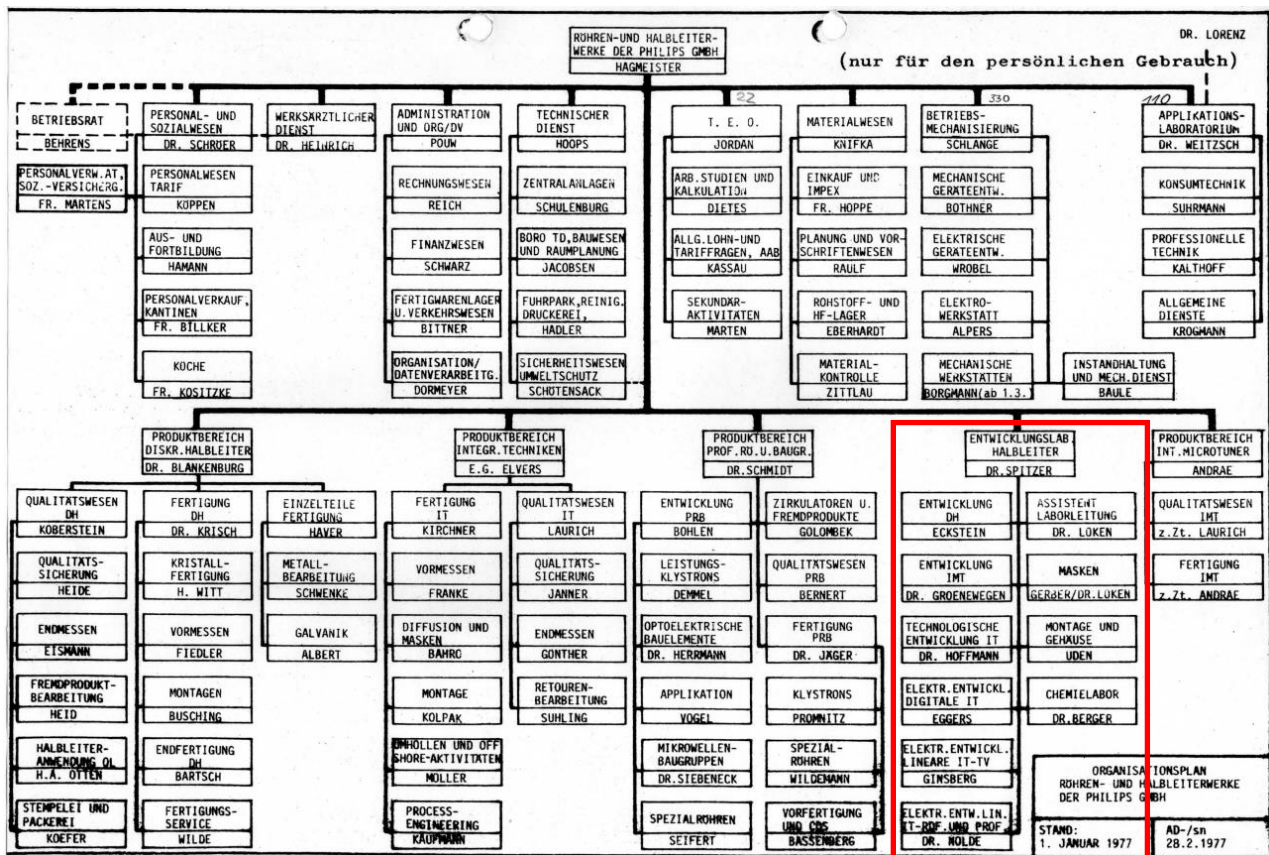 RÖHREN-UND HALBLEITER-
WERKE DER PHILIPS GMBH
HAGMEISTER
DR. LORENZ
(nur für den persönlichen Gebrauch)
BETRIEBSRAT
BEHRENS
PERSONAL- UND
SOZIALWESEN
DR. SCHRÖER
WERKSÄRZTLICHER
DIENST
DR. HEINRICH
ADMINISTRATION
UND ORG/DV
POUW
TECHNISCHER
DIENST
HOOPS
22
T. E. O.
JORDAN
MATERIALWESEN
KNIFKA
330
BETRIEBS-
MECHANISIERUNG
SCHLANGE
110
APPLIKATIONS-
LABORATORIUM
DR. WEITZSCH
PERSONALVERW.AT,
SOZ.-VERSICHERG.
FR. MARTENS
PERSONALWESEN
TARIF
KÖPPEN
AUS- UND
FORTBILDUNG
HAMANN
PERSONALVERKAUF,
KANTINEN
FR. BILLKER
KÜCHE
FR. KOSITZKE
RECHNUNGSWESEN
REICH
FINANZWESEN
SCHWARZ
FERTIGWARENLAGER
U.VERKEHRSWESEN
BITTNER
ORGANISATION/
DATENVERARBEITG.
DORMEYER
ZENTRALANLAGEN
SCHULENBURG
BÜRO TD,BAUWESEN
UND RAUMPLANUNG
JACOBSEN
FUHRPARK,REINIG.
DRUCKEREI,
HADLER
SICHERHEITSWESEN
UMWELTSCHUTZ
SCHÖTENSACK
ARB.STUDIEN UND
KALKULATION
DIETES
ALLG.LOHN-UND
TARIFFRAGEN, AAB
KASSAU
SEKUNDÄR-
AKTIVITÄTEN
MARTEN
EINKAUF UND
IMPEX
FR. HOPPE
PLANUNG UND VOR-
SCHRIFTENWESEN
RAULF
ROHSTOFF- UND
HF-LAGER
EBERHARDT
MATERIAL-
KONTROLLE
ZITTLAU
MECHANISCHE
GERÄTEENTW.
BOTHNER
ELEKTRISCHE
GERÄTEENTW.
WROBEL
ELEKTRO-
WERKSTATT
ALPERS
MECHANISCHE
WERKSTÄTTEN
BORGMANN(ab 1.3.)
INSTANDHALTUNG
UND MECH.DIENST
BÄULE
KONSUMTECHNIK
SUHRMANN
PROFESSIONELLE
TECHNIK
KALTHOFF
ALLGEMEINE
DIENSTE
KROGMANN
PRODUKTBEREICH
DISKR.HALBLEITER
DR. BLANKENBURG
PRODUKTBEREICH
INTEGR.TECHNIKEN
E.G. ELVERS
PRODUKTBEREICH
PROF.RÖ.U.BAUGR.
DR.SCHMIDT
ENTWICKLUNGSLAB.
HALBLEITER
DR.SPITZER
PRODUKTBEREICH
INT.MICROTUNER
ANDRAE
QUALITÄTSWESEN
DH
KOBERSTEIN
QUALITÄTS-
SICHERUNG
HEIDE
ENDMESSEN
EISMANN
FREMDPRODUKT-
BEARBEITUNG
HEID
HALBLEITER-
ANWENDUNG QL
H.A. OTTEN
STEMPELEI UND
PACKEREI
KOEFER
FERTIGUNG
DH
DR. KRISCH
KRISTALL-
FERTIGUNG
H. WITT
VORMESSEN
FIEDLER
MONTAGEN
BUSCHING
ENDFERTIGUNG
DH
BARTSCH
FERTIGUNGS-
SERVICE
WILDE
EINZELTEILE
FERTIGUNG
HAVER
METALL-
BEARBEITUNG
SCHWENKE
GALVANIK
ALBERT
FERTIGUNG
IT
KIRCHNER
VORMESSEN
FRANKE
DIFFUSION UND
MASKEN
BAHRO
MONTAGE
KOLPAK
UMHÜLLEN UND OFF
SHORE-AKTIVITÄTEN
MÖLLER
PROCESS-
ENGINEERING
KAUFMANN
QUALITÄTSWESEN
IT
LAURICH
QUALITÄTS-
SICHERUNG
JANNER
ENDMESSEN
GÜNTHER
RETOUREN-
BEARBEITUNG
SUHLING
ENTWICKLUNG
PRB
BOHLEN
LEISTUNGS-
KLYSTRONS
DEMMEL
OPTOELEKTRISCHE
BAUELEMENTE
DR. HERRMANN
APPLIKATION
VOGEL
MIKROWELLEN-
BAUGRUPPEN
DR.SIEBENECK
SPEZIALRÖHREN
SEIFERT
ZIRKULATOREN U.
FREMDPRODUKTE
GOLOMBEK
QUALITÄTSWESEN
PRB
BERNERT
FERTIGUNG
PRB
DR. JÄGER
KLYSTRONS
PROMNITZ
SPEZIAL-
RÖHREN
WILDEMANN
VORFERTIGUNG
UND CDS
BASSENBERG
ENTWICKLUNG
DH
ECKSTEIN
ENTWICKLUNG
IMT
DR. GROENEWEGEN
TECHNOLOGISCHE
ENTWICKLUNG IT
DR. HOFFMANN
ELEKTR.ENTWICKL.
DIGITALE IT
EGGERS
ELEKTR.ENTWICKL.
LINEARE IT-TV
GINSBERG
ELEKTR.ENTW.LIN.
IT-RDF.UND PROF.
DR. NOLDE
ASSISTENT
LABORLEITUNG
DR. LÖKEN
MASKEN
GERBER/DR.LÖKEN
MONTAGE UND
GEHÄUSE
UDEN
CHEMIELABOR
DR.BERGER
QUALITÄTSWESEN
IMT
z.Zt. LAURICH
FERTIGUNG
IMT
z.Zt. ANDRAE
ORGANISATIONSPLAN
RÖHREN- UND HALBLEITERWERKE
DER PHILIPS GMBH
STAND:
1. JANUAR 1977
AD-/sn
28.2.1977